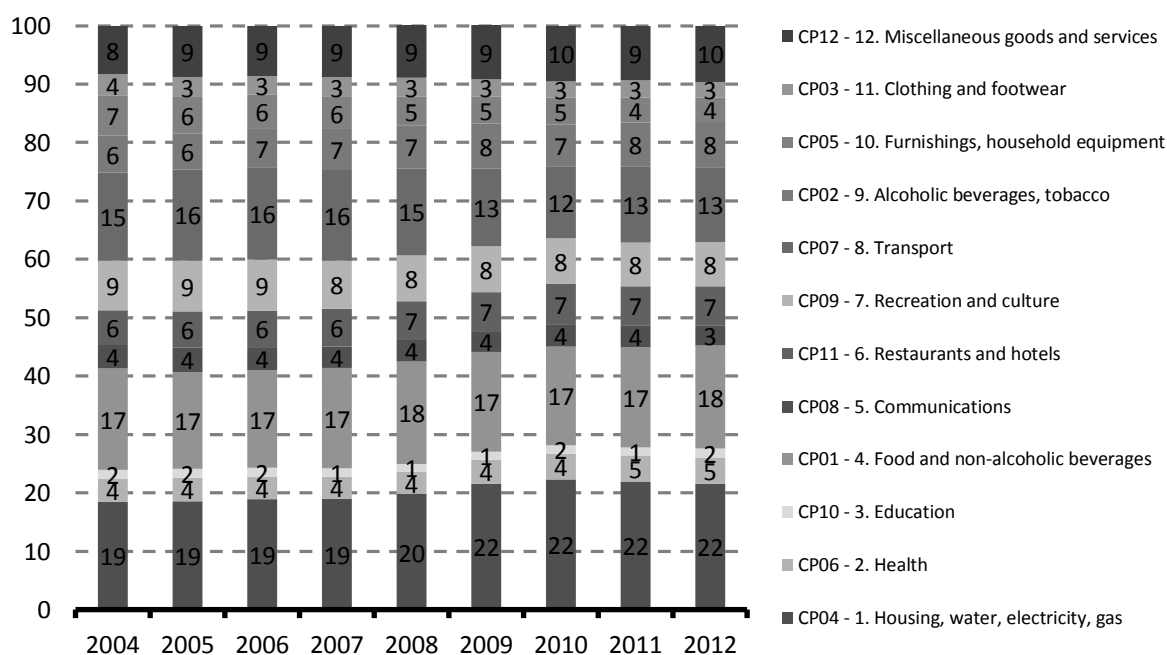 100
90
80
70
60
50
40
30
20
10
0
8 9 9 9 9 9 10 9 10
4 3 3 3 3 3 3 3 3
7 6 6 6 5 5 5 4 4
6 6 7 7 7 8 7 8 8
15 16 16 16 15 13 12 13 13
9 9 9 8 8 8 8 8 8
6 6 6 6 7 7 7 7 7
4 4 4 4 4 4 4 4 3
17 17 17 17 18 17 17 17 18
2 2 2 1 1 1 2 1 2
4 4 4 4 4 4 4 5 5
19 19 19 19 20 22 22 22 22
2004 2005 2006 2007 2008 2009 2010 2011 2012
CP12 - 12. Miscellaneous goods and services
CP03 - 11. Clothing and footwear
CP05 - 10. Furnishings, household equipment
CP02 - 9. Alcoholic beverages, tobacco
CP07 - 8. Transport
CP09 - 7. Recreation and culture
CP11 - 6. Restaurants and hotels
CP08 - 5. Communications
CP01 - 4. Food and non-alcoholic beverages
CP10 - 3. Education
CP06 - 2. Health
CP04 - 1. Housing, water, electricity, gas